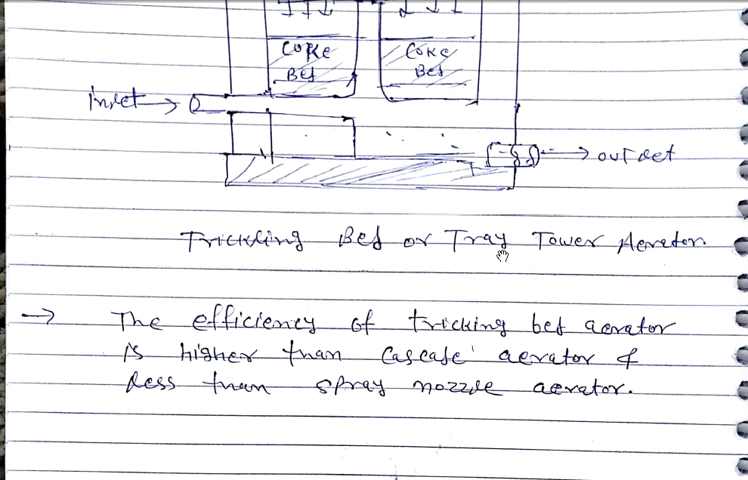 Coke Coke
Bed Bed
Inlet
outlet
Trickling Bed or Tray Tower Aerator.
→ The efficiency of tricking bed aerator
is higher than Cascade aerator &
less than spray nozzle aerator.